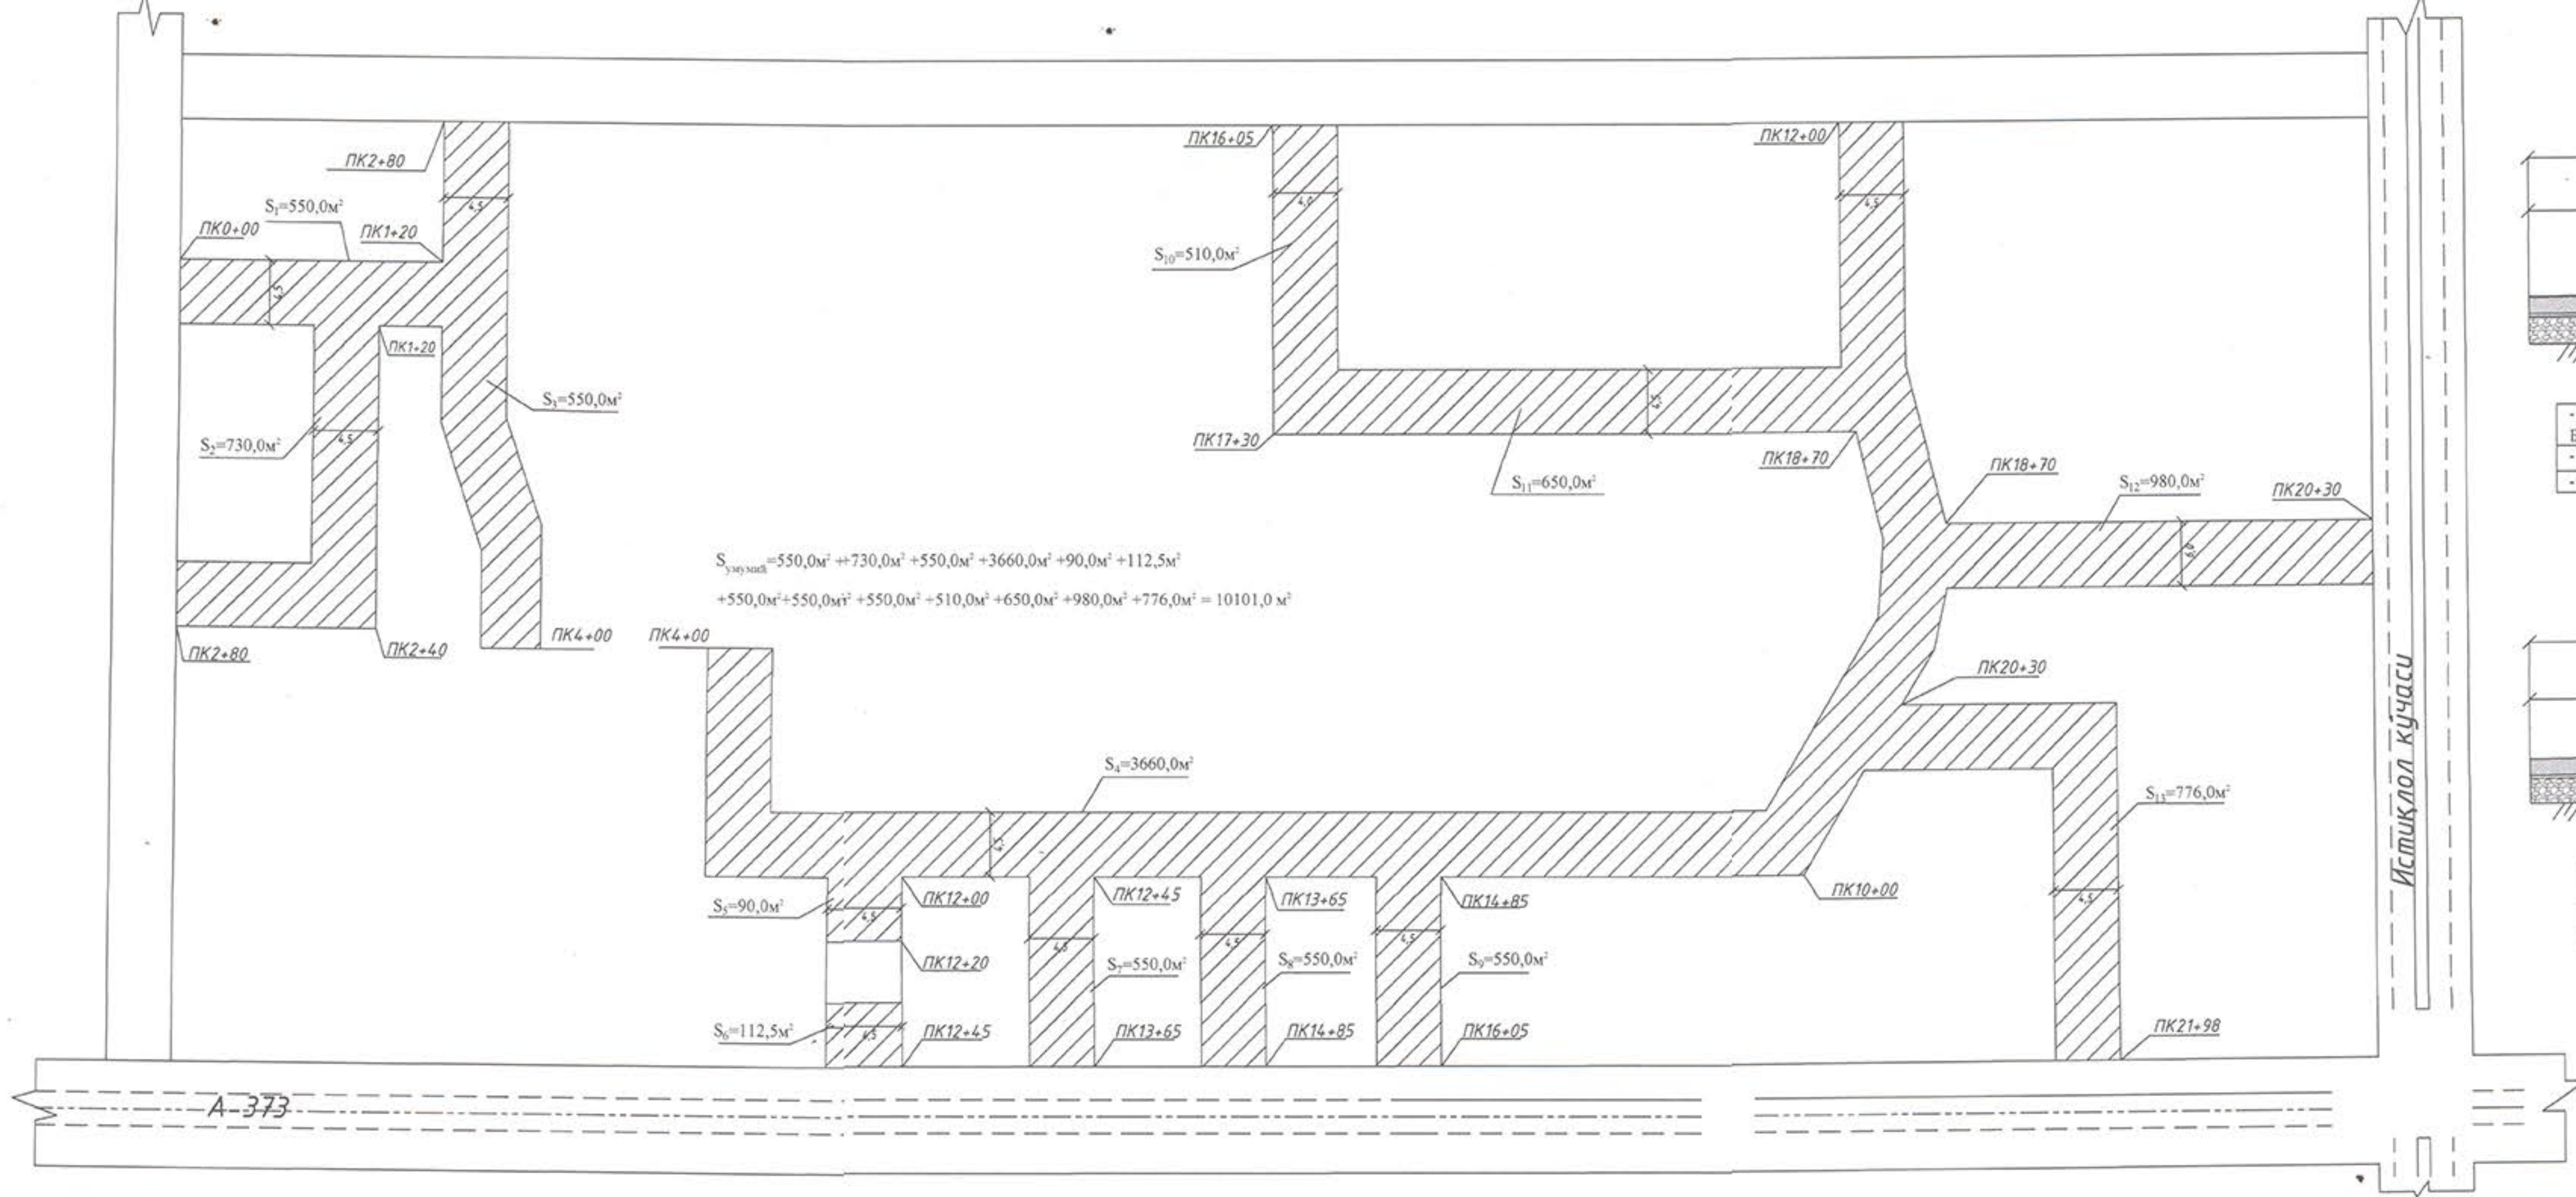 ПК2+80
ПК16+05
ПК12+00
4,5
4,0
4,5
S₁=550,0м²
ПК0+00
ПК1+20
S₁₀=510,0м²
4,5
ПК1+20
S₃=550,0м²
4,5
S₂=730,0м²
4,5
ПК17+30
ПК18+70
S₁₁=650,0м²
ПК18+70
S₁₂=980,0м²
ПК20+30
Sумумий=550,0м² ++730,0м² +550,0м² +3660,0м² +90,0м² +112,5м²
+550,0м²+550,0м² +550,0м² +510,0м² +650,0м² +980,0м² +776,0м² = 10101,0 м²
ПК4+00
ПК4+00
ПК2+80
ПК2+40
ПК20+30
S₄=3660,0м²
4,5
S₁₃=776,0м²
Истиқлол кўчаси
S₅=90,0м²
4,5
ПК12+00
ПК12+45
ПК13+65
ПК14+85
ПК10+00
4,5
4,5
4,5
4,5
ПК12+20
S₇=550,0м²
S₈=550,0м²
S₉=550,0м²
S₆=112,5м²
4,5
ПК12+45
ПК13+65
ПК14+85
ПК16+05
ПК21+98
А-373